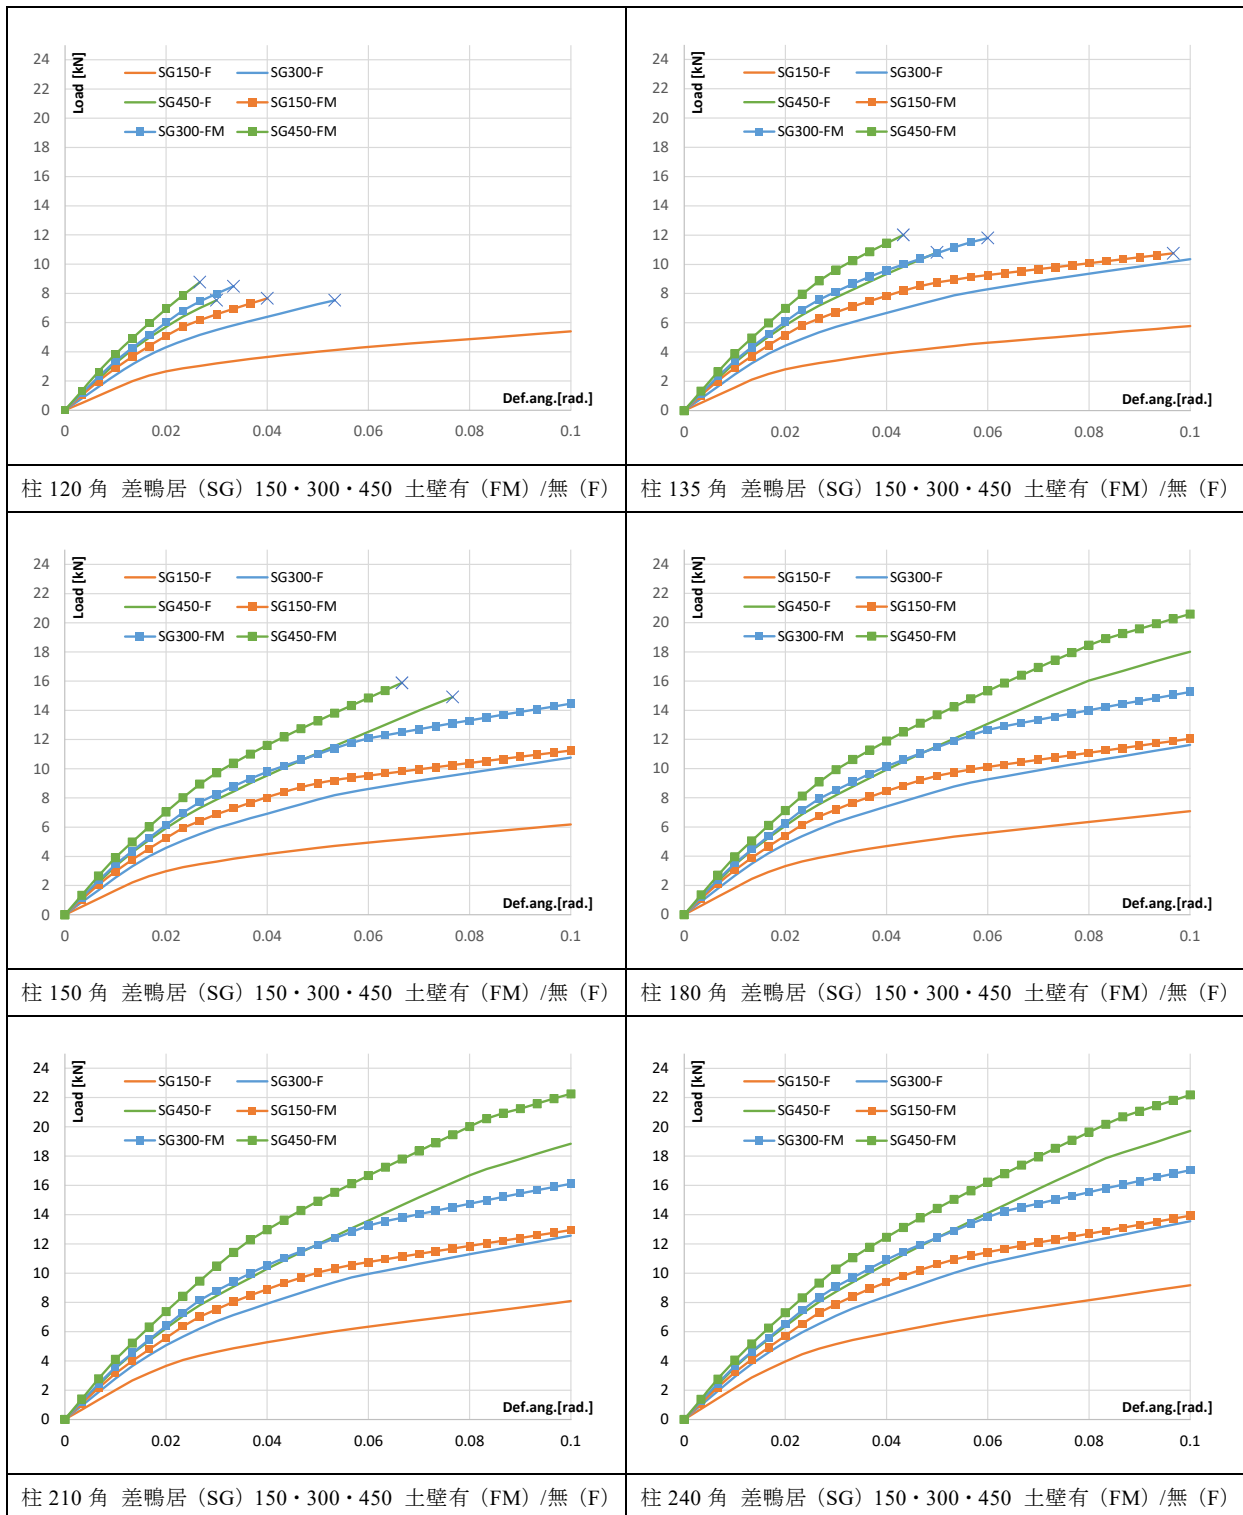 Load [kN]
24
22
20
18
16
14
12
10
8
6
4
2
0
SG150-F SG300-F
SG450-F SG150-FM
SG300-FM SG450-FM
Def.ang.[rad.]
0 0.02 0.04 0.06 0.08 0.1
柱 120 角 差鴨居（SG）150・300・450 土壁有（FM）/無（F）
Load [kN]
24
22
20
18
16
14
12
10
8
6
4
2
0
SG150-F SG300-F
SG450-F SG150-FM
SG300-FM SG450-FM
Def.ang.[rad.]
0 0.02 0.04 0.06 0.08 0.1
柱 135 角 差鴨居（SG）150・300・450 土壁有（FM）/無（F）
Load [kN]
24
22
20
18
16
14
12
10
8
6
4
2
0
SG150-F SG300-F
SG450-F SG150-FM
SG300-FM SG450-FM
Def.ang.[rad.]
0 0.02 0.04 0.06 0.08 0.1
柱 150 角 差鴨居（SG）150・300・450 土壁有（FM）/無（F）
Load [kN]
24
22
20
18
16
14
12
10
8
6
4
2
0
SG150-F SG300-F
SG450-F SG150-FM
SG300-FM SG450-FM
Def.ang.[rad.]
0 0.02 0.04 0.06 0.08 0.1
柱 180 角 差鴨居（SG）150・300・450 土壁有（FM）/無（F）
Load [kN]
24
22
20
18
16
14
12
10
8
6
4
2
0
SG150-F SG300-F
SG450-F SG150-FM
SG300-FM SG450-FM
Def.ang.[rad.]
0 0.02 0.04 0.06 0.08 0.1
柱 210 角 差鴨居（SG）150・300・450 土壁有（FM）/無（F）
Load [kN]
24
22
20
18
16
14
12
10
8
6
4
2
0
SG150-F SG300-F
SG450-F SG150-FM
SG300-FM SG450-FM
Def.ang.[rad.]
0 0.02 0.04 0.06 0.08 0.1
柱 240 角 差鴨居（SG）150・300・450 土壁有（FM）/無（F）